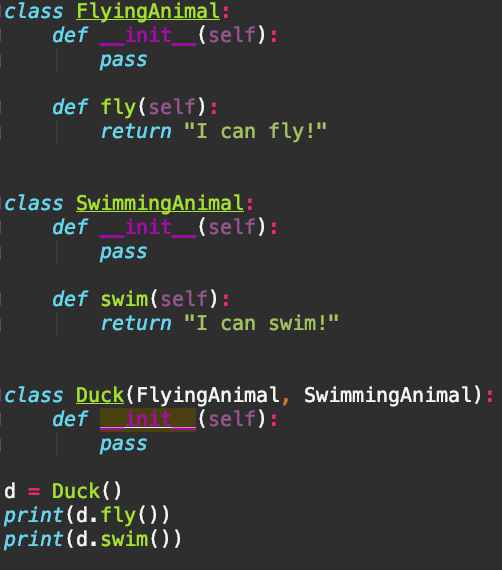 class FlyingAnimal:
    def __init__(self):
        pass

    def fly(self):
        return "I can fly!"


class SwimmingAnimal:
    def __init__(self):
        pass

    def swim(self):
        return "I can swim!"


class Duck(FlyingAnimal, SwimmingAnimal):
    def __init__(self):
        pass

d = Duck()
print(d.fly())
print(d.swim())